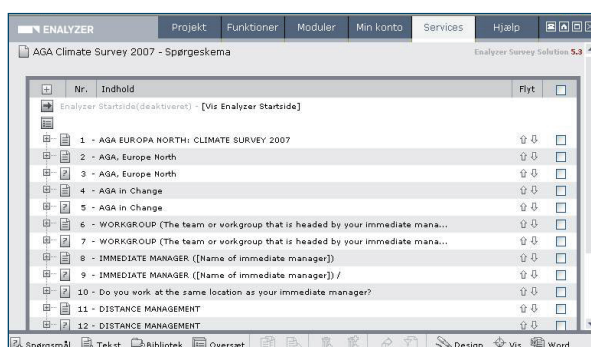 ENALYZER Projekt Funktioner Moduler Min konto Services Hjælp
AGA Climate Survey 2007 - Spørgeskema Enalyzer Survey Solution 5.3
Nr. Indhold Flyt
Enalyzer Startside(deaktiveret) - [Vis Enalyzer Startside]
1 - AGA EUROPA NORTH: CLIMATE SURVEY 2007
2 - AGA, Europe North
3 - AGA, Europe North
4 - AGA in Change
5 - AGA in Change
6 - WORKGROUP (The team or workgroup that is headed by your immediate mana...
7 - WORKGROUP (The team or workgroup that is headed by your immediate mana...
8 - IMMEDIATE MANAGER ([Name of immediate manager])
9 - IMMEDIATE MANAGER ([Name of immediate manager]) /
10 - Do you work at the same location as your immediate manager?
11 - DISTANCE MANAGEMENT
12 - DISTANCE MANAGEMENT
Spørgsmål Tekst Bibliotek Oversæt Design Vis Word